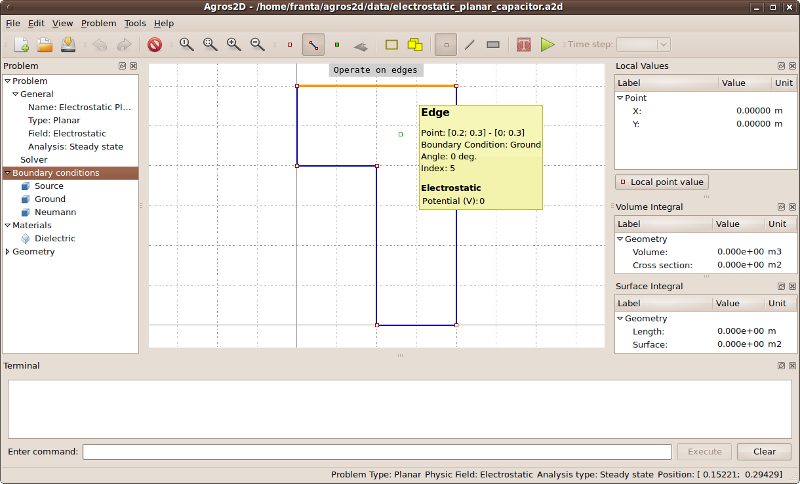 Agros2D - /home/franta/agros2d/data/electrostatic_planar_capacitor.a2d
File Edit View Problem Tools Help
Time step:
Problem
Problem
General
Name: Electrostatic Pl...
Type: Planar
Field: Electrostatic
Analysis: Steady state
Solver
Boundary conditions
Source
Ground
Neumann
Materials
Dielectric
Geometry
Operate on edges
Edge
Point: [0.2; 0.3] - [0; 0.3]
Boundary Condition: Ground
Angle: 0 deg.
Index: 5
Electrostatic
Potential (V):0
Local Values
Label Value Unit
Point
X: 0.00000 m
Y: 0.00000 m
Local point value
Volume Integral
Label Value Unit
Geometry
Volume: 0.000e+00 m3
Cross section: 0.000e+00 m2
Surface Integral
Label Value Unit
Geometry
Length: 0.000e+00 m
Surface: 0.000e+00 m2
Terminal
Enter command: Execute Clear
Problem Type: Planar Physic Field: Electrostatic Analysis type: Steady state Position: [ 0.15221; 0.29429]